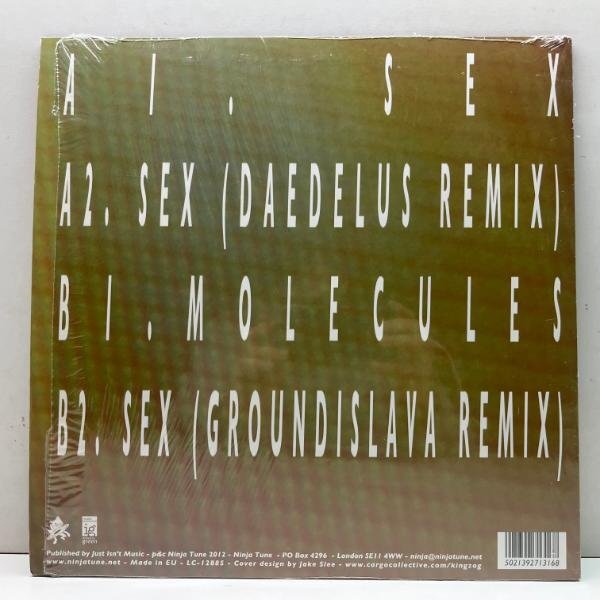 A1. SEX
A2. SEX (DAEDELUS REMIX)
B1. MOLECULES
B2. SEX (GROUNDISLAVA REMIX)
green
Published by Just Isn't Music - p&c Ninja Tune 2012 - Ninja Tune - PO Box 4296 - London SE11 4WW - ninja@ninjatune.net
www.ninjatune.net - Made in EU - LC-12885 - Cover design by Jake Slee - www.cargocollective.com/kingzog
5021392713168